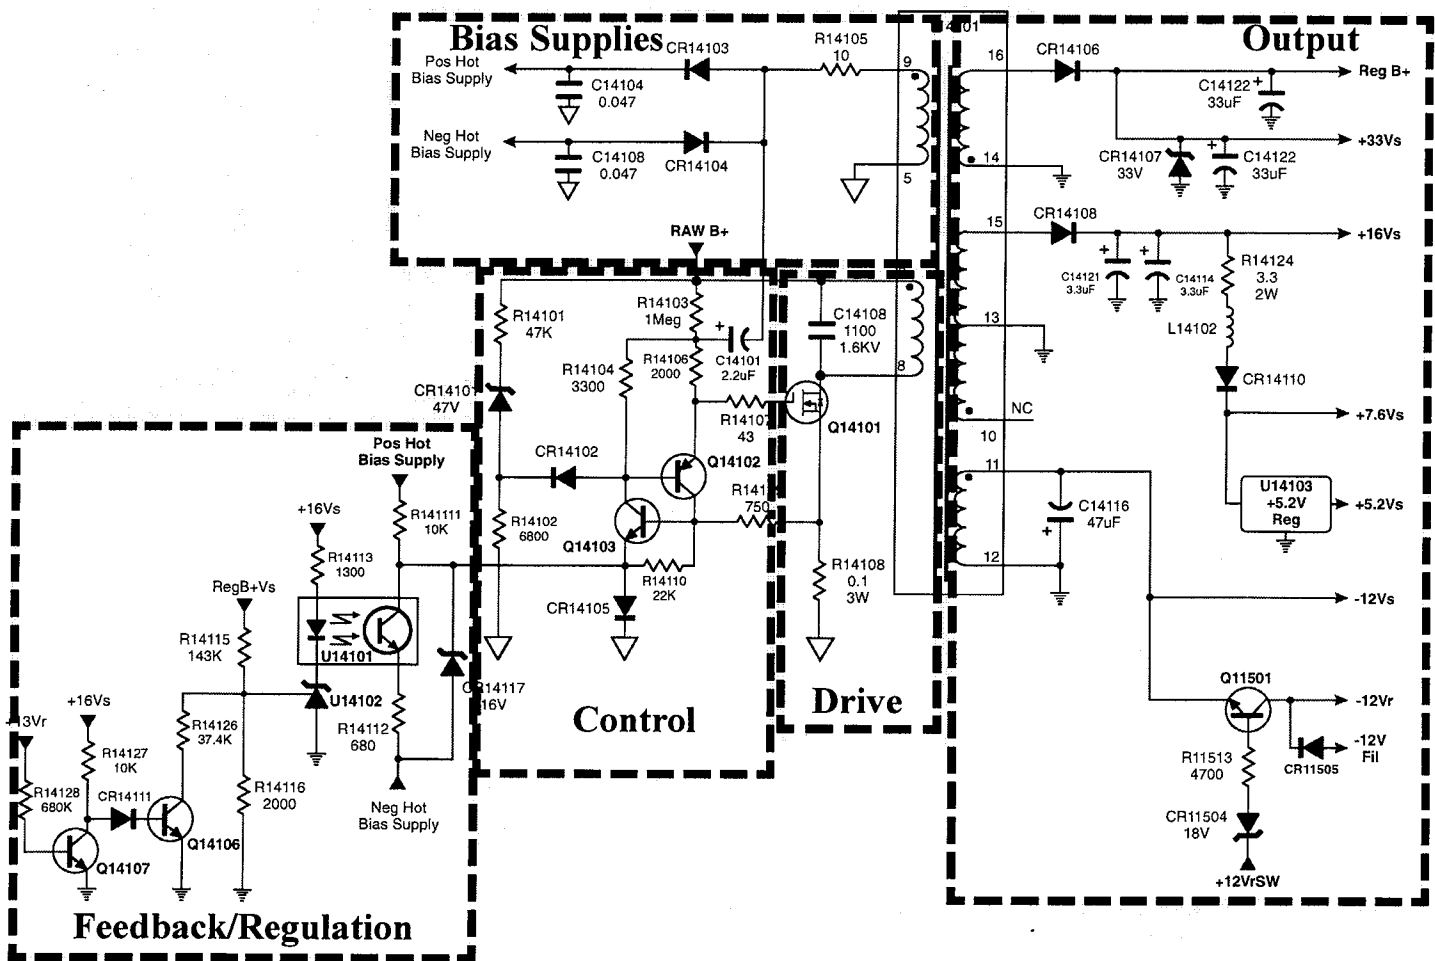 Bias Supplies
Pos Hot
Bias Supply
CR14103
R14105
10
9
C14104
0.047
Neg Hot
Bias Supply
C14108
0.047
CR14104
5
RAW B+
Output
16
CR14106
Reg B+
C14122
33uF
+
+33Vs
14
CR14107
33V
+
C14122
33uF
15
CR14108
+16Vs
+
C14121
3.3uF
+
C14114
3.3uF
R14124
3.3
2W
L14102
13
CR14110
NC
10
+7.6Vs
11
C14116
47uF
+
12
U14103
+5.2V
Reg
+5.2Vs
-12Vs
Q11501
-12Vr
-12V
Fil
CR11505
R11513
4700
CR11504
18V
+12VrSW
R14101
47K
R14103
1Meg
+
C14101
2.2uF
R14104
3300
R14106
2000
47V
R14107
43
CR14102
Q14102
R14102
6800
Q14103
750
R14110
22K
CR14105
Control
C14108
1100
1.6KV
8
Q14101
R14108
0.1
3W
Drive
Pos Hot
Bias Supply
+16Vs
R141111
10K
R14113
1300
RegB+Vs
R14115
143K
U14101
U14102
16V
+16Vs
R14126
37.4K
R14112
680
R14127
10K
R14128
680K
CR14111
R14116
2000
Neg Hot
Bias Supply
Q14106
Q14107
Feedback/Regulation